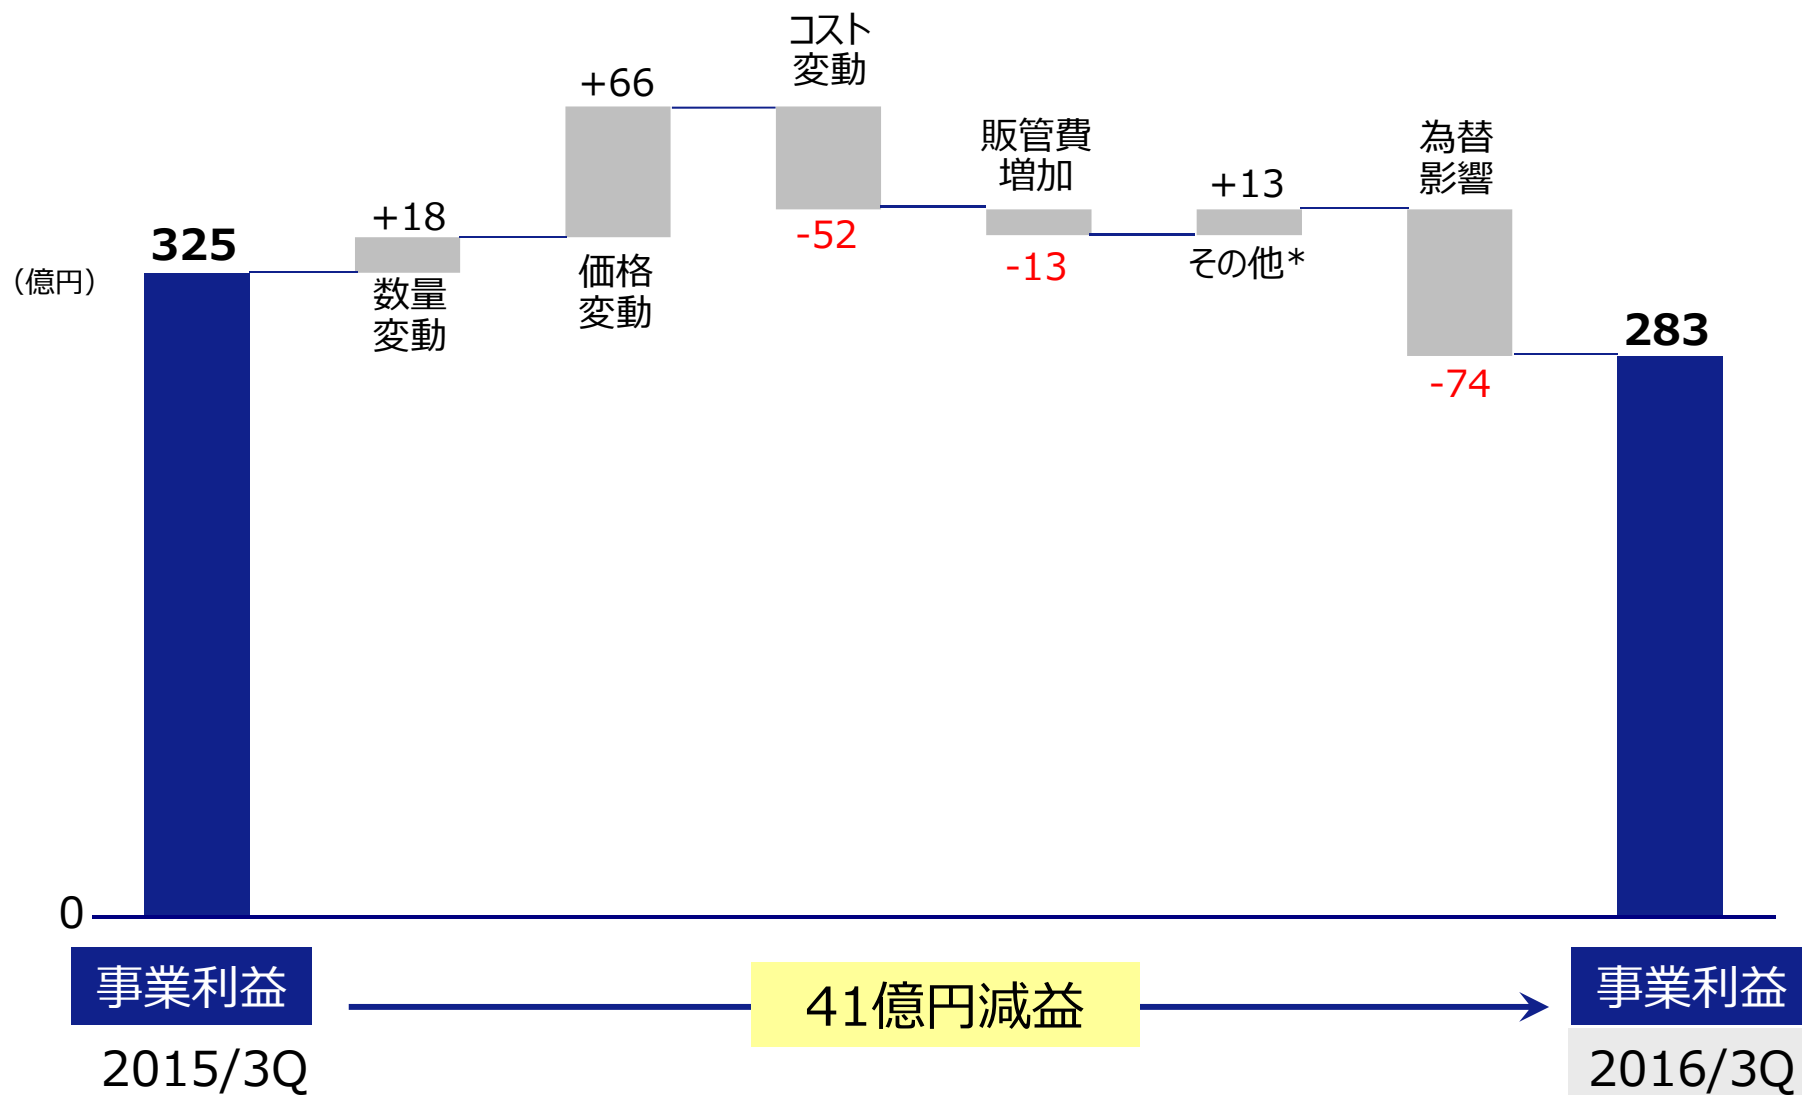 （億円）
325
+18
数量
変動
+66
価格
変動
コスト
変動
-52
販管費
増加
-13
+13
その他*
為替
影響
-74
283
0
事業利益
2015/3Q
41億円減益
事業利益
2016/3Q